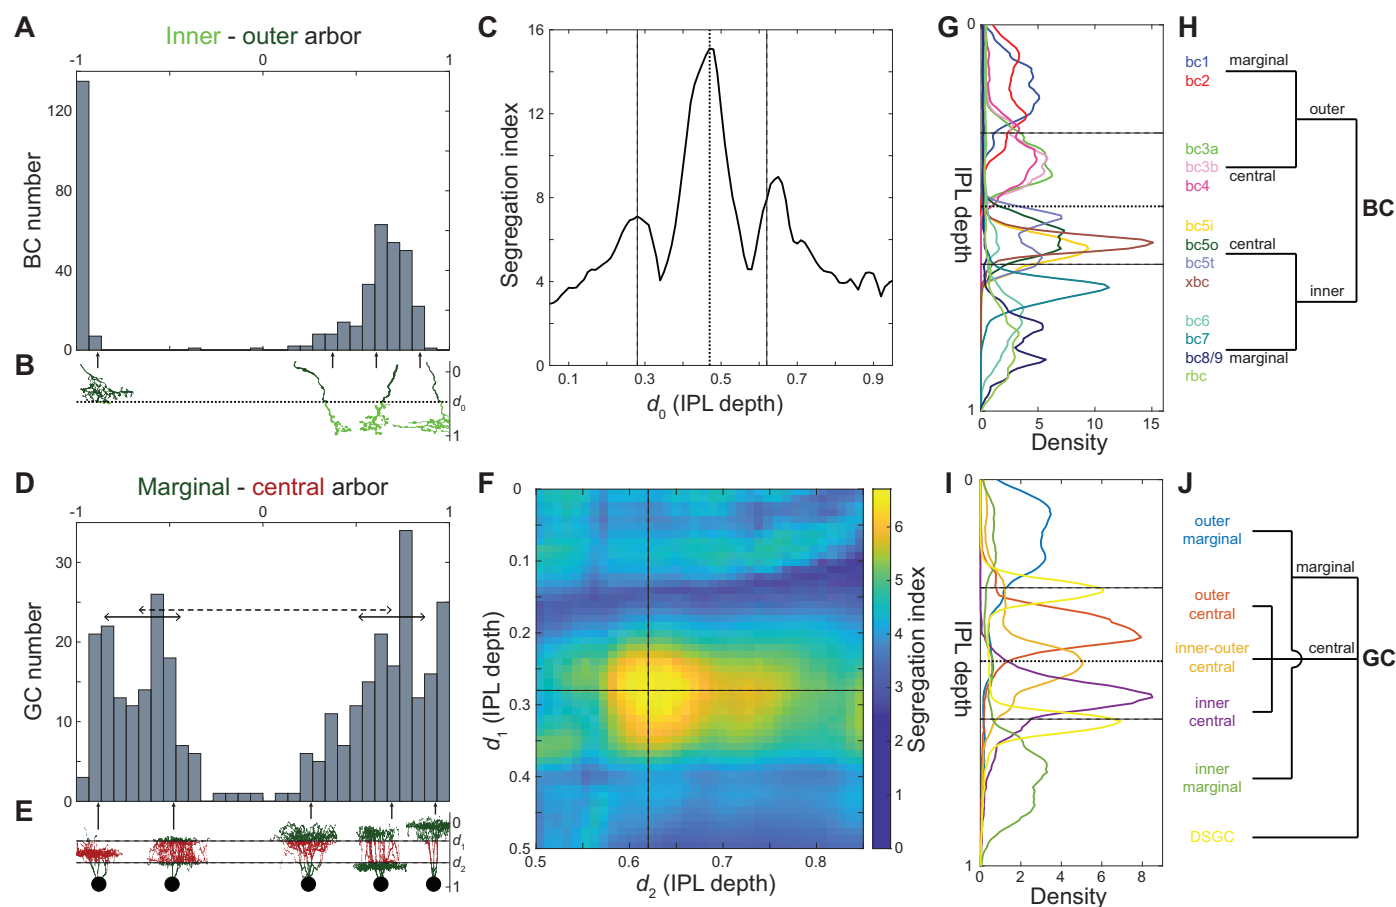 A
Inner - outer arbor
-1 0 1
BC number
120
80
40
0
B
0
d0
1
C
Segregation index
16
12
8
4
0
0.1 0.3 0.5 0.7 0.9
d0 (IPL depth)
G
0
IPL depth
1
0 5 10 15
Density
H
bc1
bc2
marginal
outer
bc3a
bc3b
bc4
central
BC
bc5i
bc5o
bc5t
xbc
central
inner
bc6
bc7
bc8/9
rbc
marginal
D
Marginal - central arbor
-1 0 1
GC number
30
20
10
0
E
0
d1
d2
1
F
0
0.1
0.2
0.3
0.4
0.5
d1 (IPL depth)
0.5 0.6 0.7 0.8
d2 (IPL depth)
6
5
4
3
2
1
0
Segregation index
I
0
IPL depth
1
0 2 4 6 8
Density
J
outer
marginal
marginal
outer
central
inner-outer
central
central
GC
inner
central
inner
marginal
DSGC